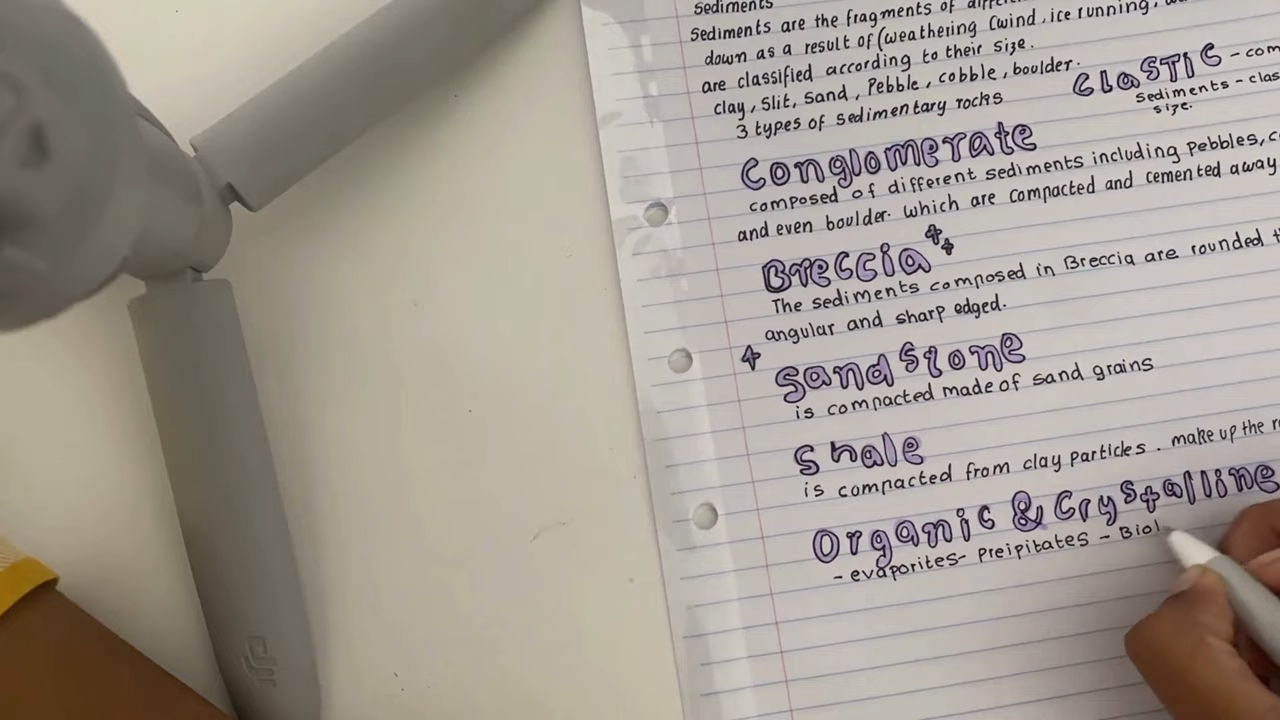 Sediments
Sediments are the fragments of
down as a result of (weathering (wind, ice running,
are classified according to their size.
clay, Slit, Sand, Pebble, cobble, boulder.
3 types of sedimentary rocks
CLASTIC - com
Sediments - clas
size.
Conglomerate
composed of different sediments including pebbles, c
and even boulder. which are compacted and cemented away
Breccia
The sediments composed in Breccia are rounded t
angular and sharp edged.
Sandstone
is compacted made of sand grains
Shale
is compacted from clay particles. make up the r
Organic & Crystalline
- evaporites- Preipitates - Biol